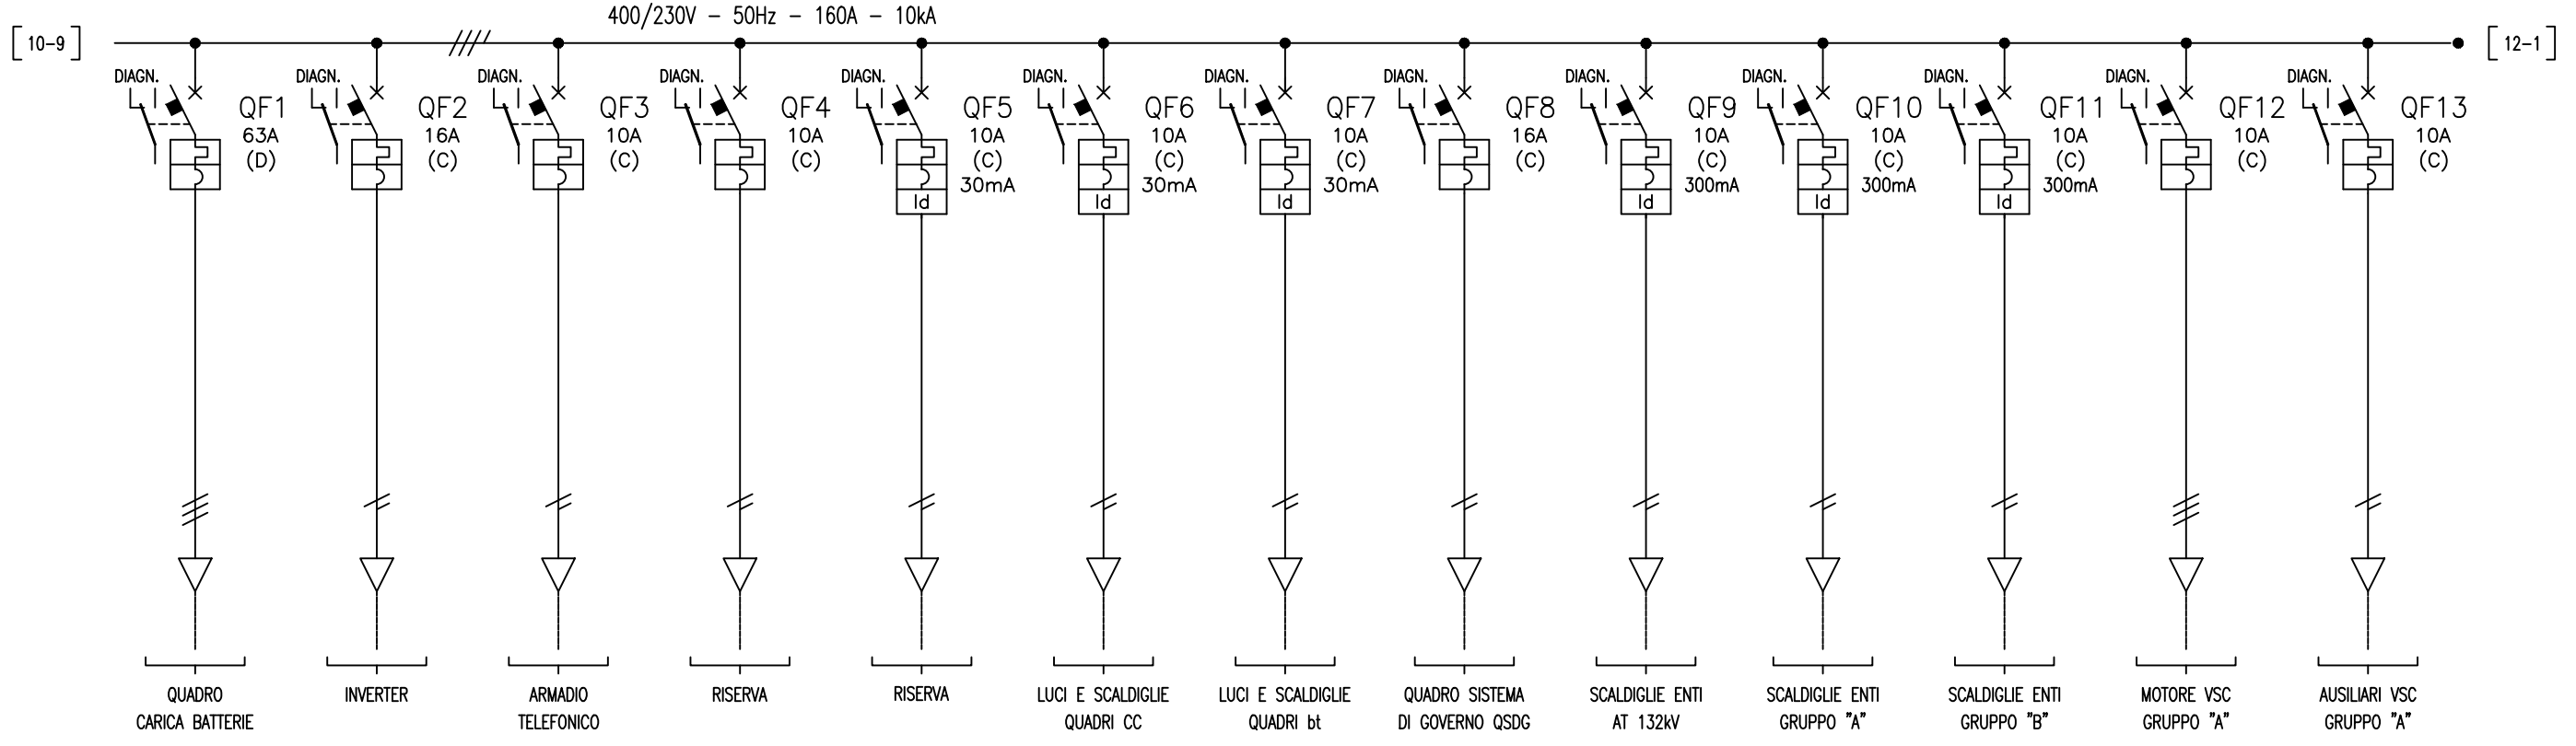 400/230V - 50Hz - 160A - 10kA
[10-9]
[12-1]
DIAGN.
QF1
63A
(D)
DIAGN.
QF2
16A
(C)
DIAGN.
QF3
10A
(C)
DIAGN.
QF4
10A
(C)
DIAGN.
QF5
10A
(C)
30mA
Id
DIAGN.
QF6
10A
(C)
30mA
Id
DIAGN.
QF7
10A
(C)
30mA
Id
DIAGN.
QF8
16A
(C)
DIAGN.
QF9
10A
(C)
300mA
Id
DIAGN.
QF10
10A
(C)
300mA
Id
DIAGN.
QF11
10A
(C)
300mA
Id
DIAGN.
QF12
10A
(C)
DIAGN.
QF13
10A
(C)
QUADRO
CARICA BATTERIE
INVERTER
ARMADIO
TELEFONICO
RISERVA
RISERVA
LUCI E SCALDIGLIE
QUADRI CC
LUCI E SCALDIGLIE
QUADRI bt
QUADRO SISTEMA
DI GOVERNO QSDG
SCALDIGLIE ENTI
AT 132kV
SCALDIGLIE ENTI
GRUPPO "A"
SCALDIGLIE ENTI
GRUPPO "B"
MOTORE VSC
GRUPPO "A"
AUSILIARI VSC
GRUPPO "A"